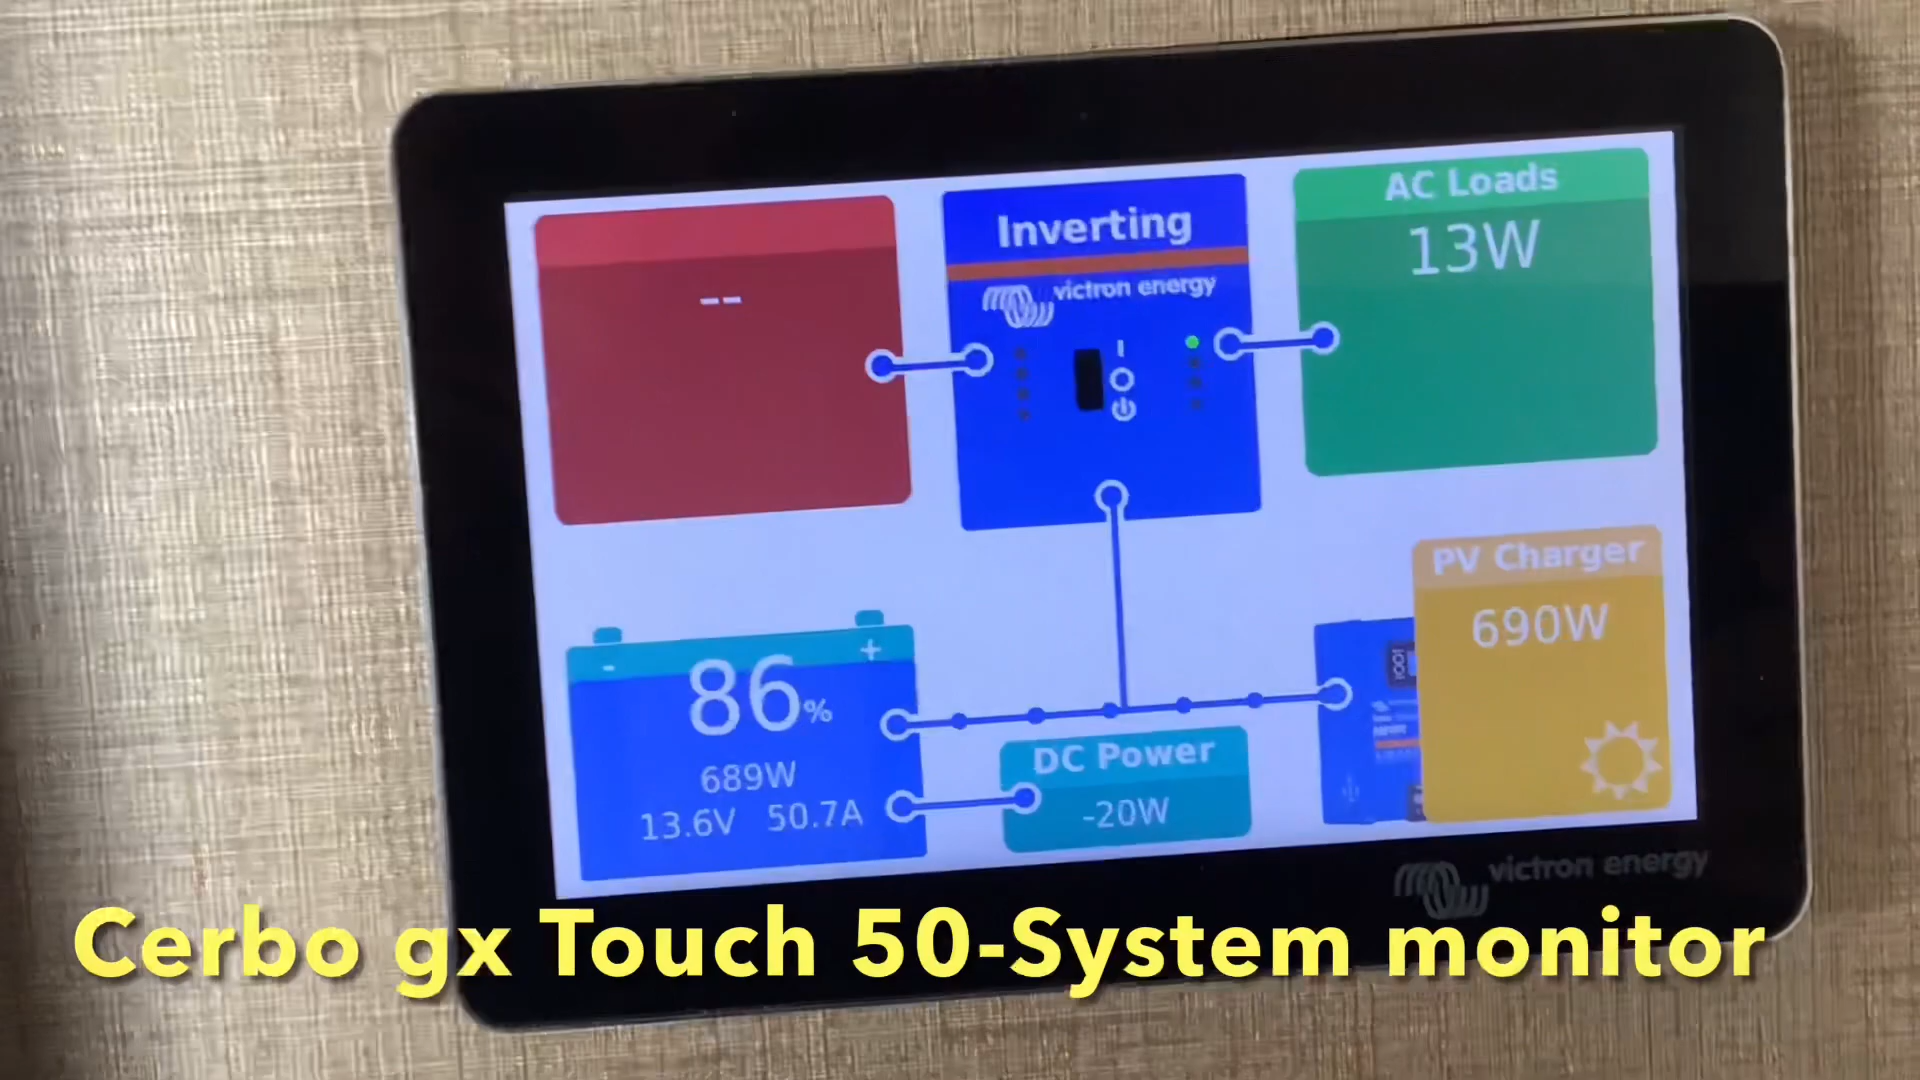 AC Loads
13W
Inverting
victron energy
--
PV Charger
690W
- +
86%
689W
13.6V 50.7A
DC Power
-20W
victron energy
Cerbo gx Touch 50-System monitor